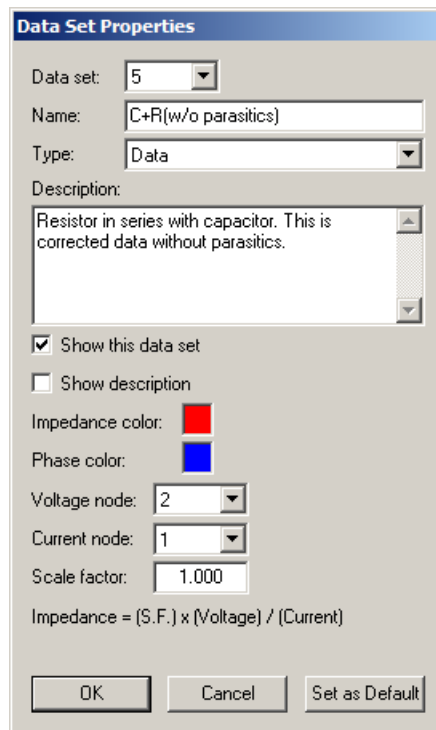 Data Set Properties
Data set: 5
Name: C+R(w/o parasitics)
Type: Data
Description:
Resistor in series with capacitor. This is
corrected data without parasitics.
Show this data set
Show description
Impedance color:
Phase color:
Voltage node: 2
Current node: 1
Scale factor: 1.000
Impedance = (S.F.) x (Voltage) / (Current)
OK Cancel Set as Default